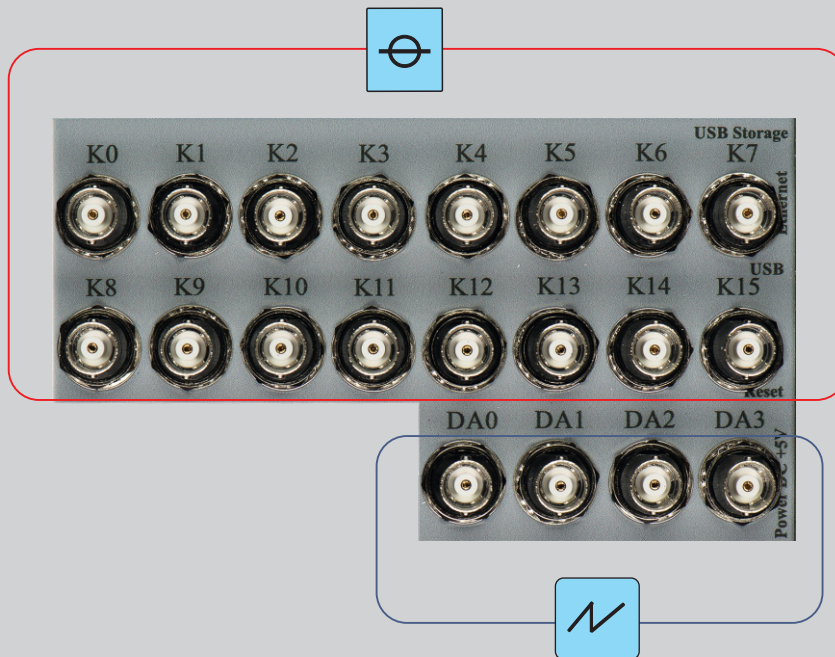 USB Storage
K0 K1 K2 K3 K4 K5 K6 K7
Ethernet
USB
K8 K9 K10 K11 K12 K13 K14 K15
Reset
DA0 DA1 DA2 DA3
Power DC +5V